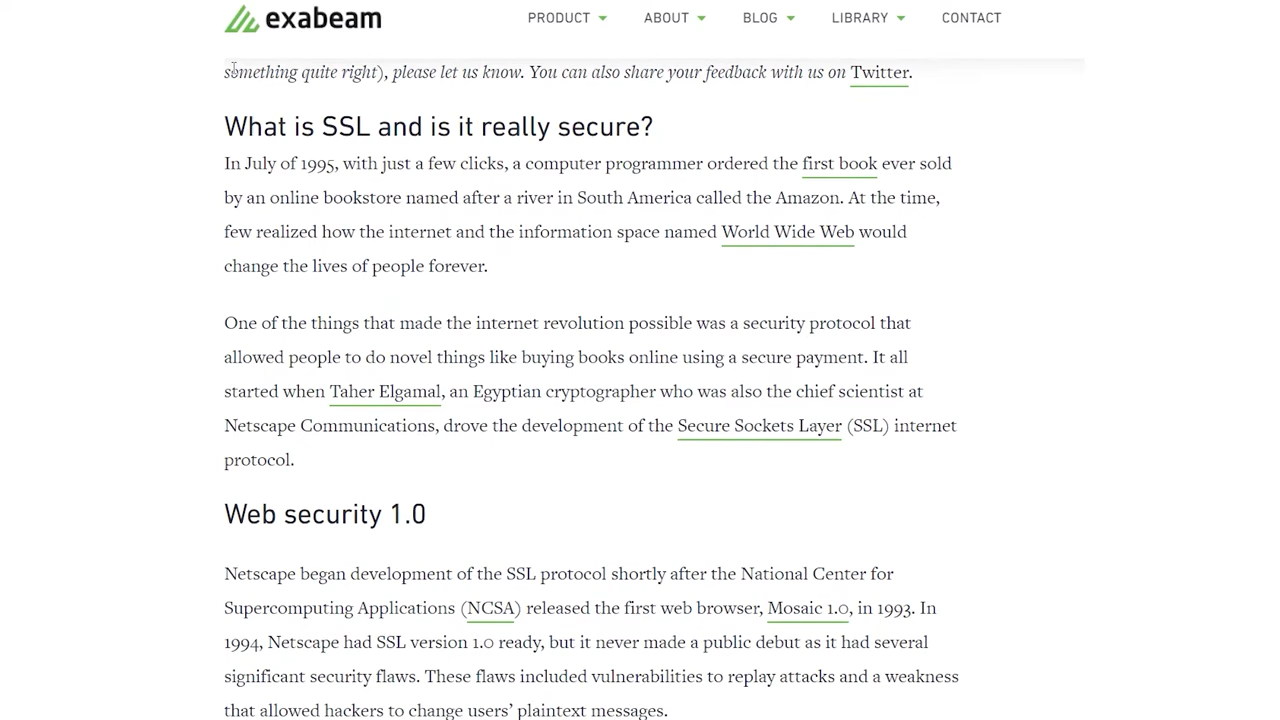 exabeam
PRODUCT ABOUT BLOG LIBRARY CONTACT
something quite right), please let us know. You can also share your feedback with us on Twitter.
What is SSL and is it really secure?
In July of 1995, with just a few clicks, a computer programmer ordered the first book ever sold
by an online bookstore named after a river in South America called the Amazon. At the time,
few realized how the internet and the information space named World Wide Web would
change the lives of people forever.
One of the things that made the internet revolution possible was a security protocol that
allowed people to do novel things like buying books online using a secure payment. It all
started when Taher Elgamal, an Egyptian cryptographer who was also the chief scientist at
Netscape Communications, drove the development of the Secure Sockets Layer (SSL) internet
protocol.
Web security 1.0
Netscape began development of the SSL protocol shortly after the National Center for
Supercomputing Applications (NCSA) released the first web browser, Mosaic 1.0, in 1993. In
1994, Netscape had SSL version 1.0 ready, but it never made a public debut as it had several
significant security flaws. These flaws included vulnerabilities to replay attacks and a weakness
that allowed hackers to change users’ plaintext messages.